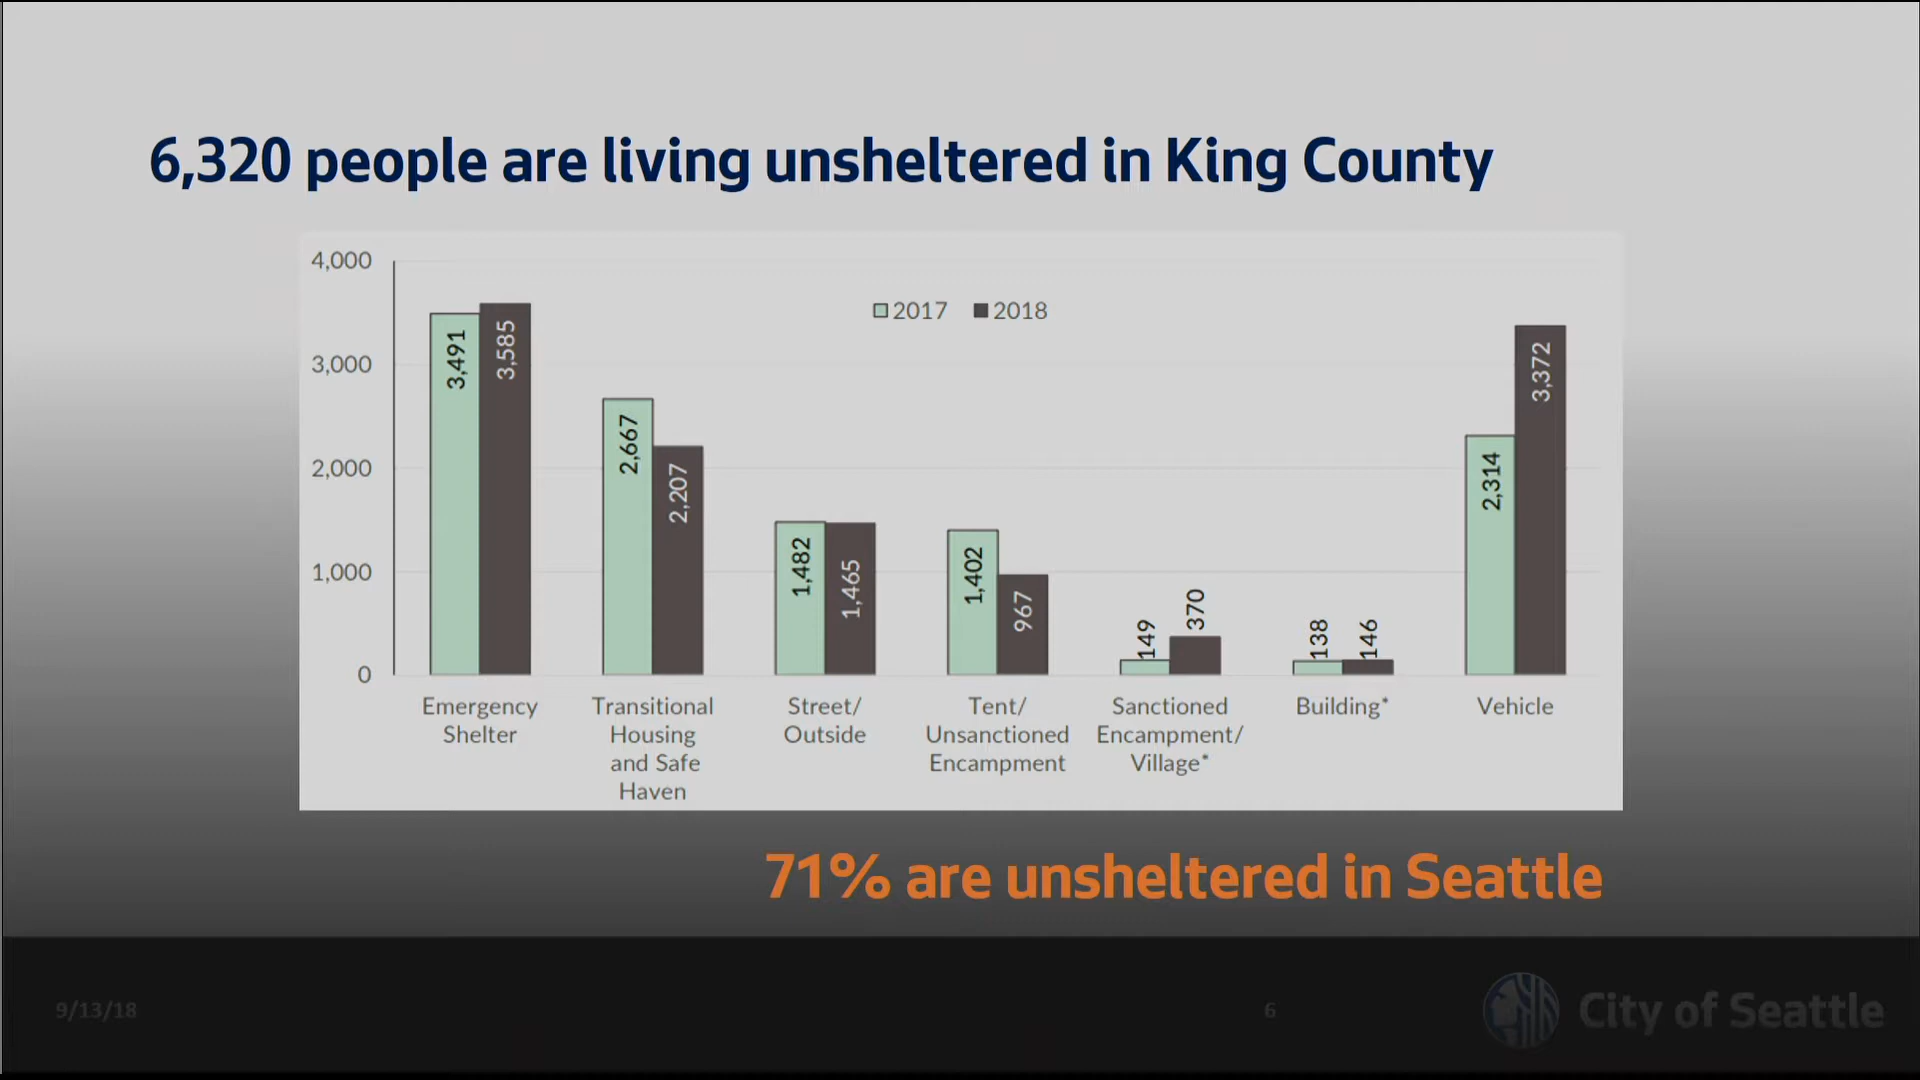 6,320 people are living unsheltered in King County
4,000
3,000
2,000
1,000
0
2017 2018
3,491
3,585
2,667
2,207
1,482
1,465
1,402
967
149
370
138
146
2,314
3,372
Emergency
Shelter
Transitional
Housing
and Safe
Haven
Street/
Outside
Tent/
Unsanctioned
Encampment
Sanctioned
Encampment/
Village*
Building*
Vehicle
71% are unsheltered in Seattle
9/13/18
6
City of Seattle